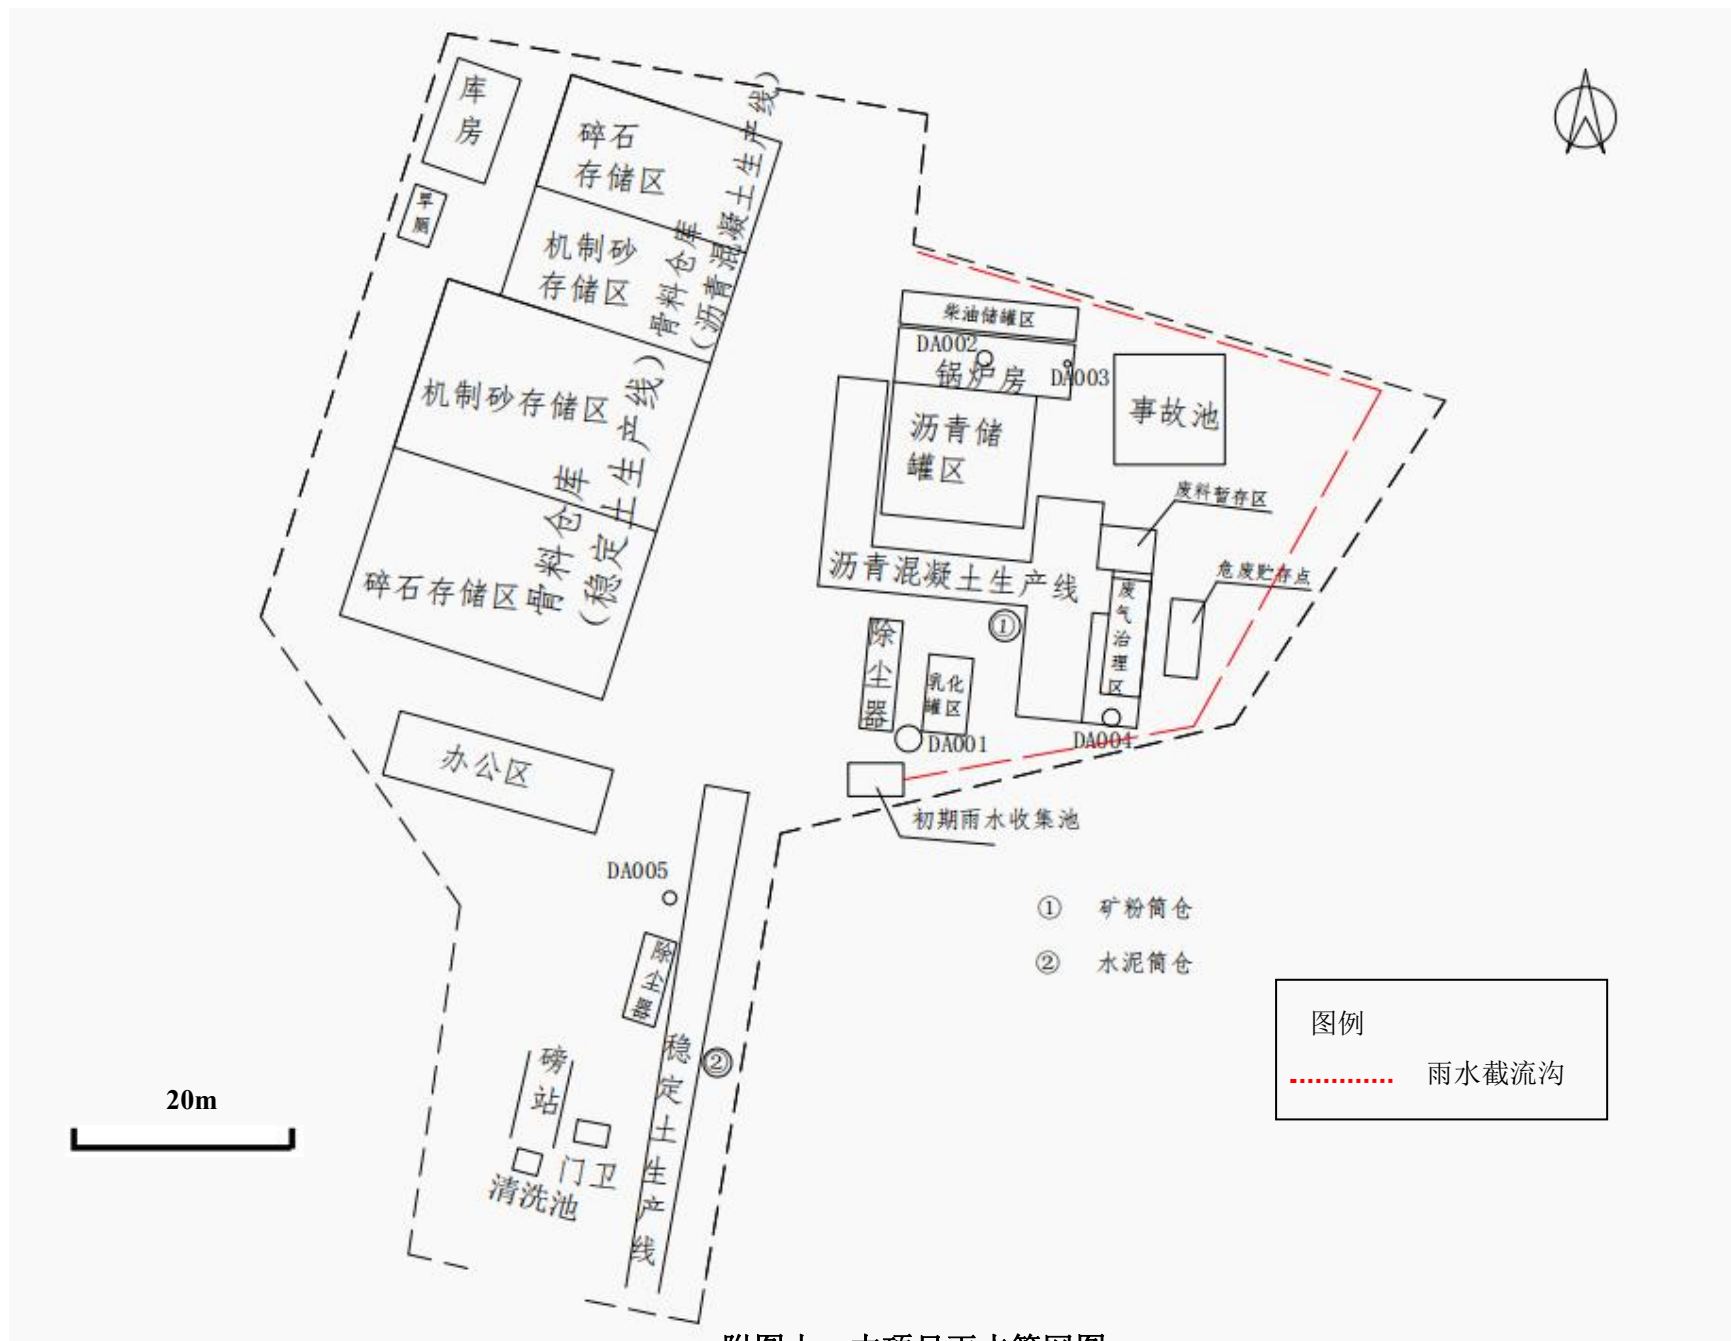 库房
碎石
存储区
旱厕
机制砂
存储区
骨料仓库
（沥青混凝土生产线）
柴油储罐区
DA002
锅炉房
DA003
机制砂存储区
沥青储
罐区
事故池
废料暂存区
骨料仓库
（稳定土生产线）
碎石存储区
沥青混凝土生产线
危废贮存点
废气治理区
①
除尘器
乳化
罐区
DA001
DA004
办公区
初期雨水收集池
DA005
① 矿粉筒仓
② 水泥筒仓
除尘器
图例
雨水截流沟
稳定土生产线
②
磅站
20m
门卫
清洗池